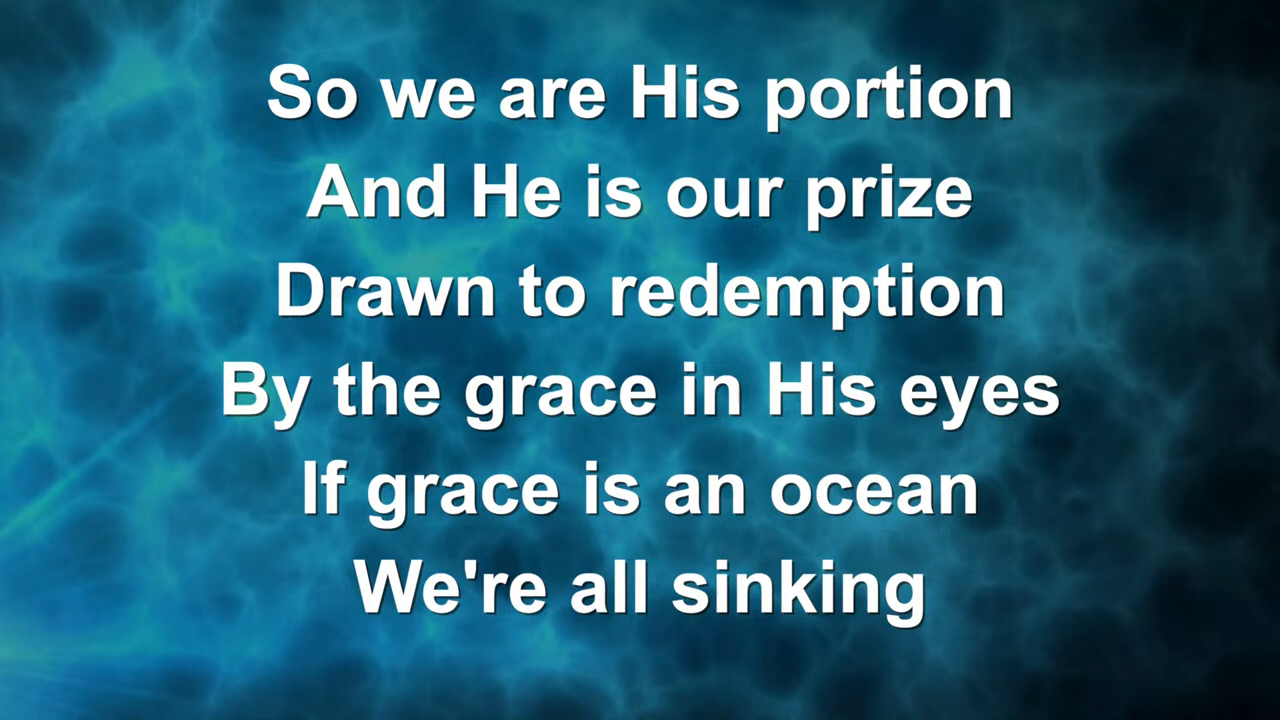 So we are His portion
And He is our prize
Drawn to redemption
By the grace in His eyes
If grace is an ocean
We're all sinking